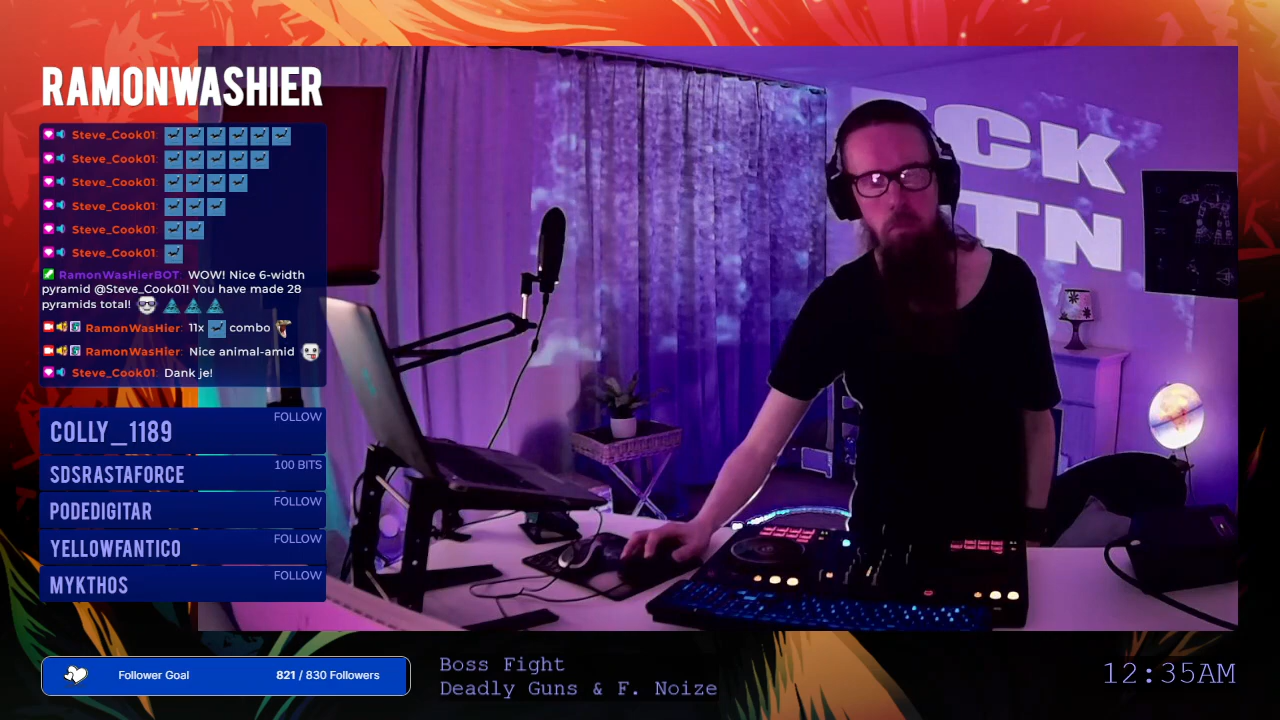 RAMONWASHIER
Steve_Cook01:
Steve_Cook01:
Steve_Cook01:
Steve_Cook01:
Steve_Cook01:
Steve_Cook01:
RamonWasHierBOT: WOW! Nice 6-width
pyramid @Steve_Cook01! You have made 28
pyramids total!
RamonWasHier: 11x combo
RamonWasHier: Nice animal-amid
Steve_Cook01: Dank je!
FOLLOW
COLLY_1189
100 BITS
SDSRASTAFORCE
FOLLOW
PODEDIGITAR
FOLLOW
YELLOWFANTICO
FOLLOW
MYKTHOS
CK
TN
Follower Goal 821 / 830 Followers
Boss Fight
Deadly Guns & F. Noize
12:35AM